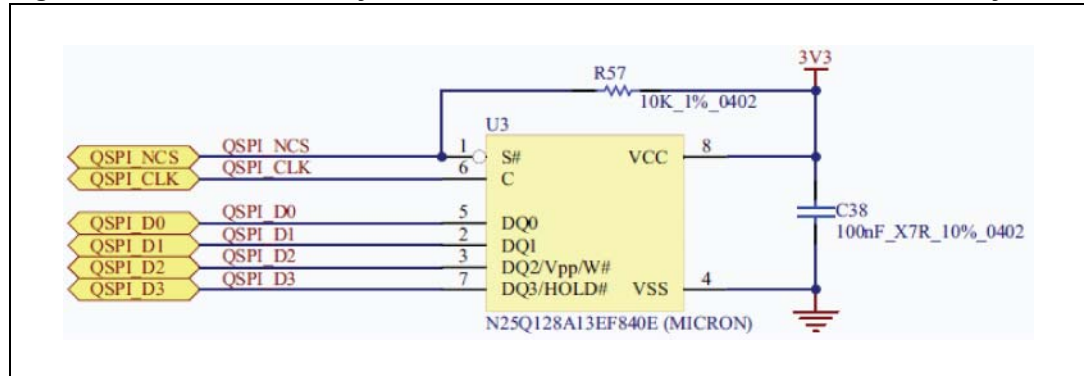 3V3
R57
10K_1%_0402
U3
QSPI_NCS QSPI_NCS 1 S# VCC 8
QSPI_CLK QSPI_CLK 6 C
C38
100nF_X7R_10%_0402
QSPI_D0 QSPI_D0 5 DQ0
QSPI_D1 QSPI_D1 2 DQ1
QSPI_D2 QSPI_D2 3 DQ2/Vpp/W#
QSPI_D3 QSPI_D3 7 DQ3/HOLD# VSS 4
N25Q128A13EF840E (MICRON)